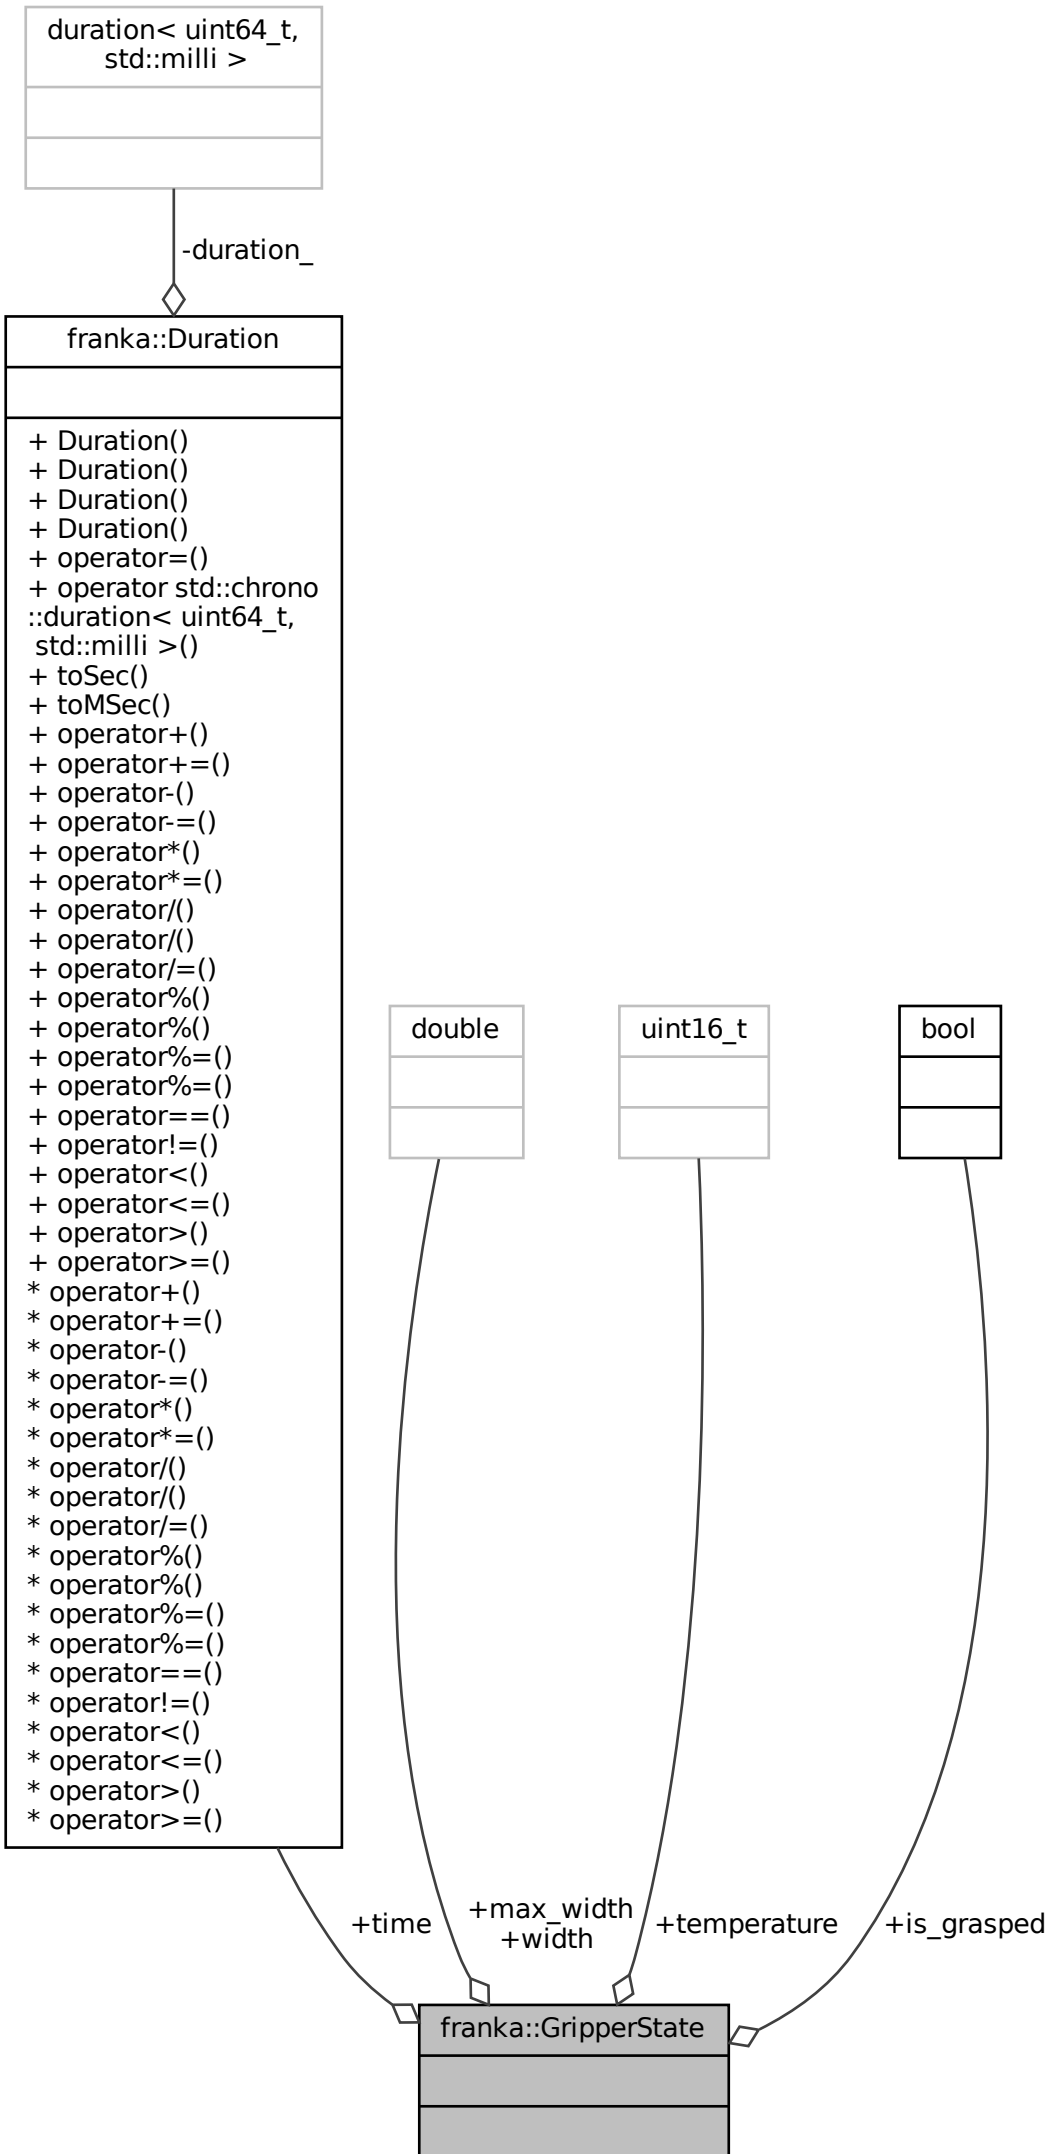 duration< uint64_t,
std::milli >
-duration_
franka::Duration
+ Duration()
+ Duration()
+ Duration()
+ Duration()
+ operator=()
+ operator std::chrono
::duration< uint64_t,
std::milli >()
+ toSec()
+ toMSec()
+ operator+()
+ operator+=()
+ operator-()
+ operator-=()
+ operator*()
+ operator*=()
+ operator/()
+ operator/()
+ operator/=()
+ operator%()
+ operator%()
+ operator%=()
+ operator%=()
+ operator==()
+ operator!=()
+ operator<()
+ operator<=()
+ operator>()
+ operator>=()
* operator+()
* operator+=()
* operator-()
* operator-=()
* operator*()
* operator*=()
* operator/()
* operator/()
* operator/=()
* operator%()
* operator%()
* operator%=()
* operator%=()
* operator==()
* operator!=()
* operator<()
* operator<=()
* operator>()
* operator>=()
double
uint16_t
bool
+time
+max_width
+width
+temperature
+is_grasped
franka::GripperState